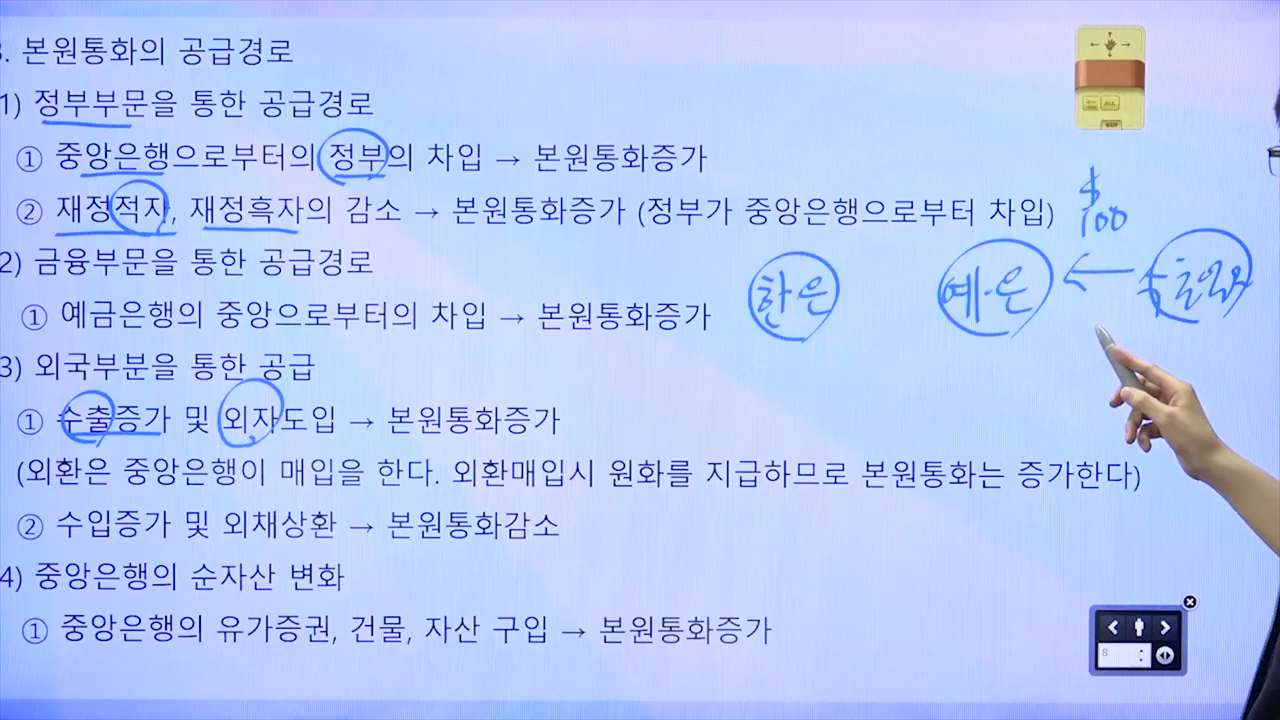 . 본원통화의 공급경로
1) 정부부문을 통한 공급경로
① 중앙은행으로부터의 정부의 차입 → 본원통화증가
② 재정적자, 재정흑자의 감소 → 본원통화증가 (정부가 중앙은행으로부터 차입)
$100
2) 금융부문을 통한 공급경로
한·은 예·은 ←
① 예금은행의 중앙으로부터의 차입 → 본원통화증가
3) 외국부분을 통한 공급
① 수출증가 및 외자도입 → 본원통화증가
(외환은 중앙은행이 매입을 한다. 외환매입시 원화를 지급하므로 본원통화는 증가한다)
② 수입증가 및 외채상환 → 본원통화감소
4) 중앙은행의 순자산 변화
① 중앙은행의 유가증권, 건물, 자산 구입 → 본원통화증가
ALL
8